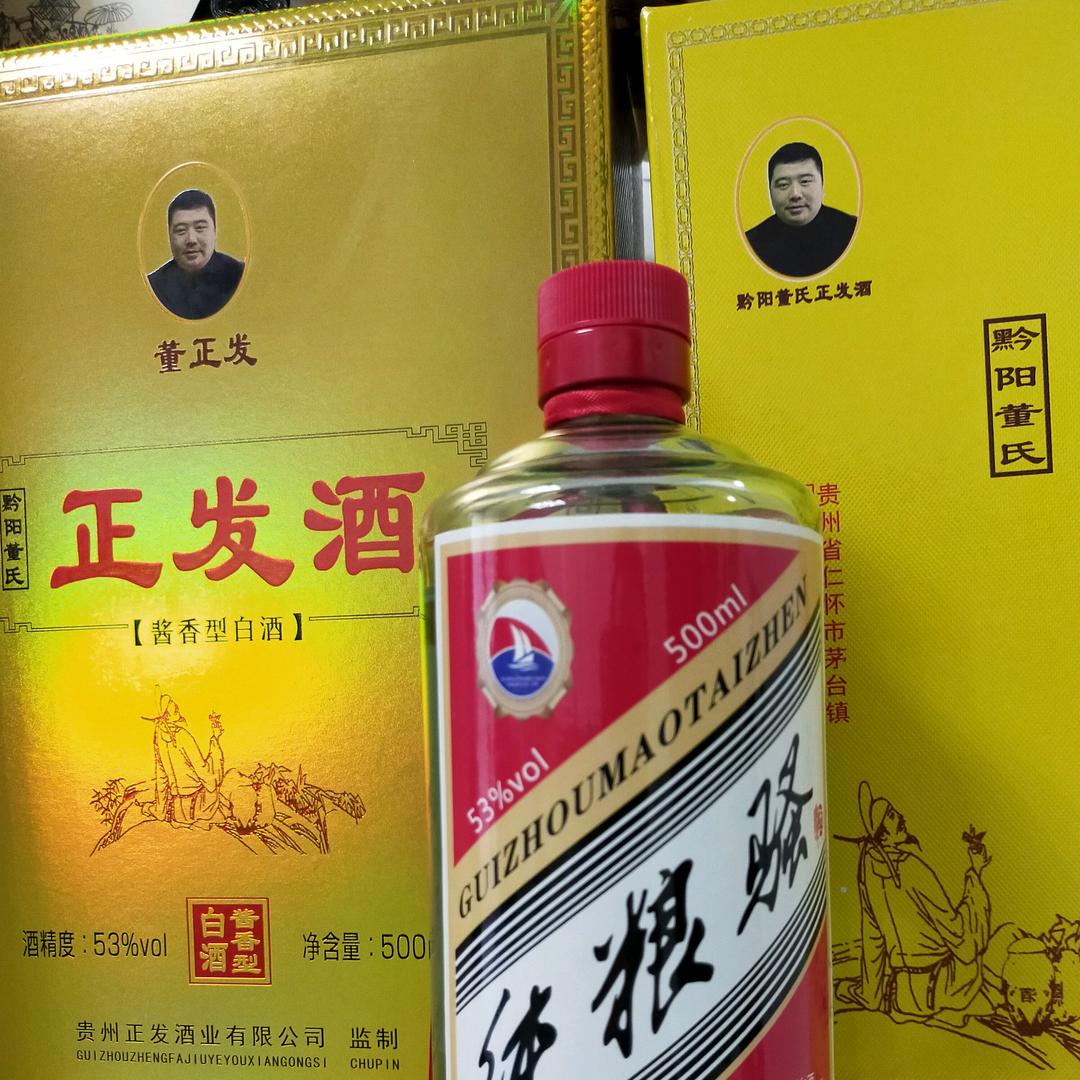 董正发
黔阳董氏
正发酒
【酱香型白酒】
酒精度:53%vol
酱香型
白酒
净含量:500
贵州正发酒业有限公司 监制
GUIZHOUZHENGFAJIUYEYOUXIANGONGSI CHUPIN
黔阳董氏正发酒
黔阳董氏
贵州省仁怀市茅台镇
500ml
53%vol
GUIZHOUMAOTAIZHEN
纯粮骚
酒